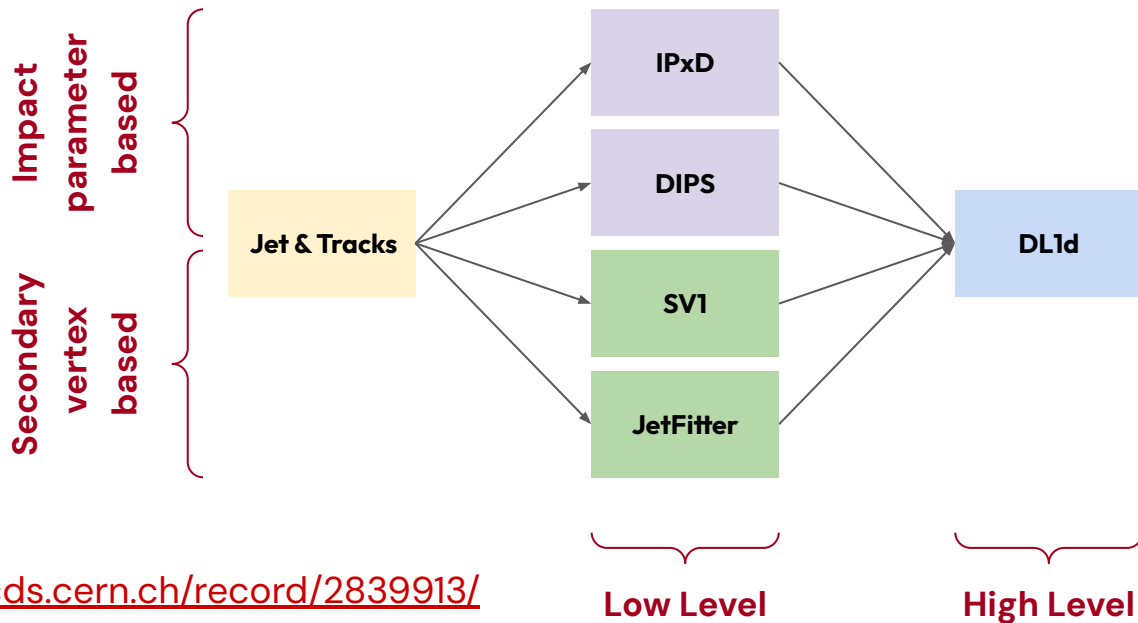 Impact
parameter
based
Secondary
vertex
based
Jet & Tracks
IPxD
DIPS
SV1
JetFitter
DL1d
cds.cern.ch/record/2839913/
Low Level
High Level